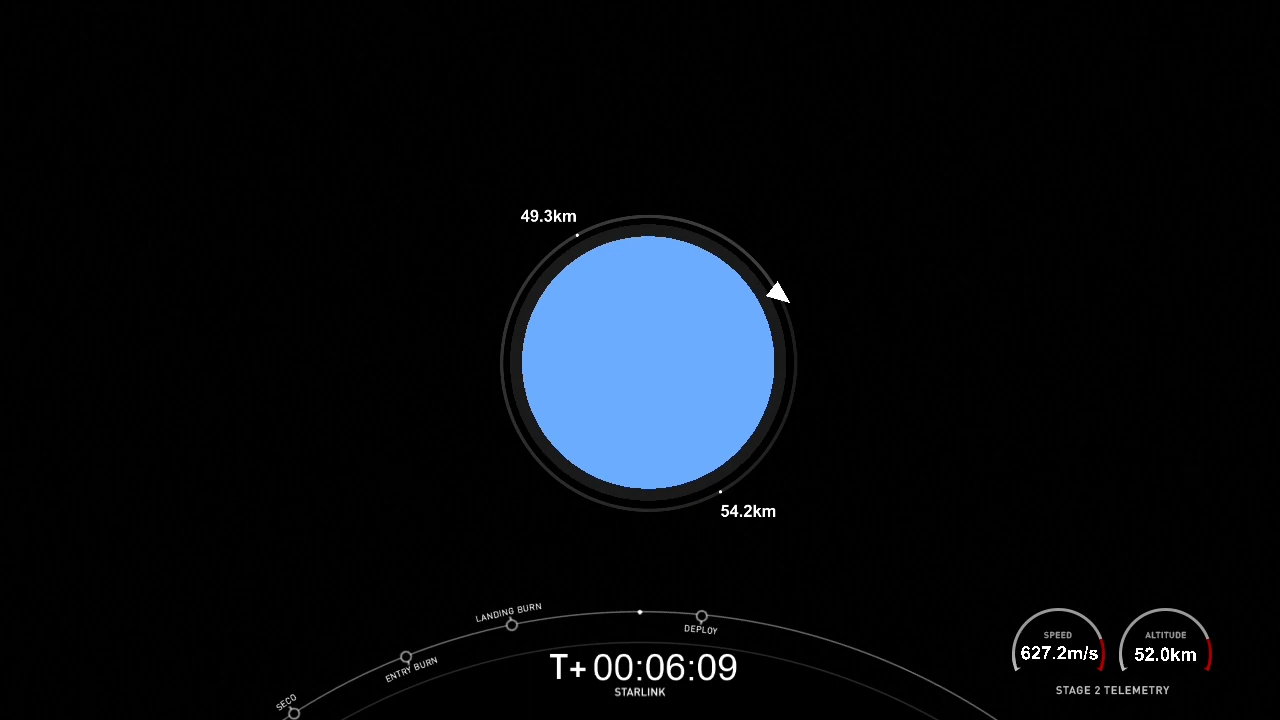 49.3km
54.2km
LANDING BURN
DEPLOY
ENTRY BURN
SECO
T+ 00:06:09
STARLINK
SPEED
627.2m/s
ALTITUDE
52.0km
STAGE 2 TELEMETRY